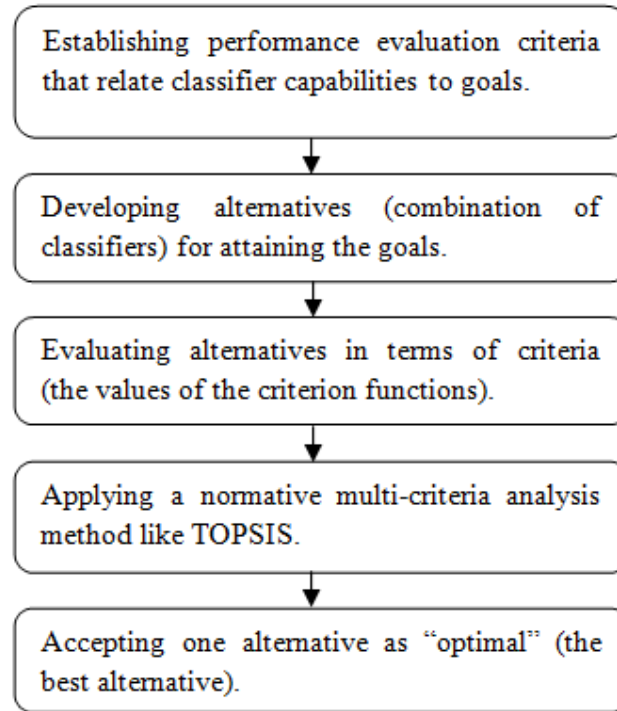 Establishing performance evaluation criteria
that relate classifier capabilities to goals.
Developing alternatives (combination of
classifiers) for attaining the goals.
Evaluating alternatives in terms of criteria
(the values of the criterion functions).
Applying a normative multi-criteria analysis
method like TOPSIS.
Accepting one alternative as “optimal” (the
best alternative).